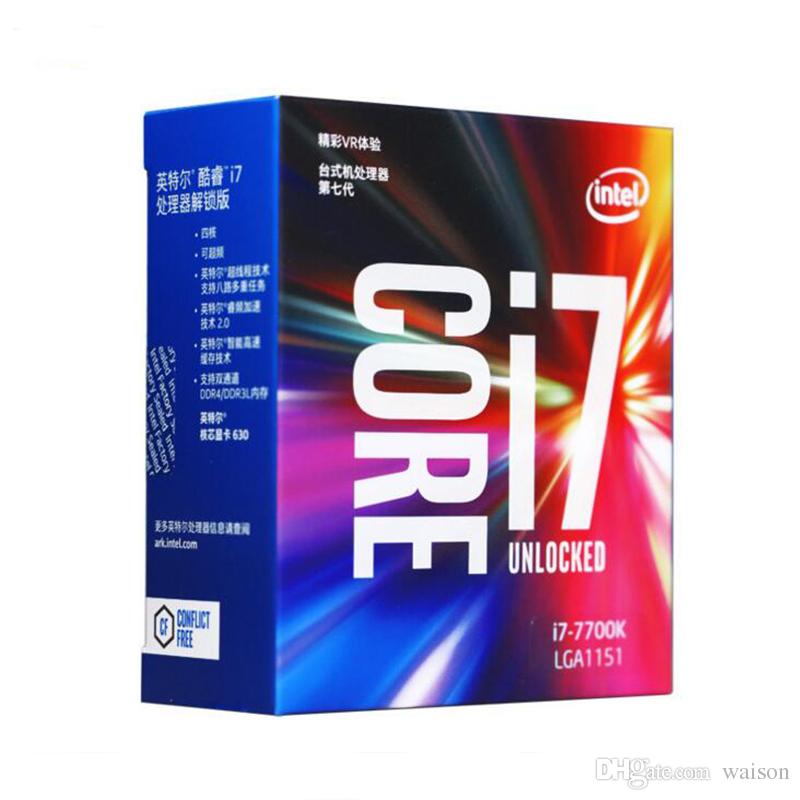 英特尔® 酷睿™ i7
处理器解锁版
• 四核
• 可超频
• 英特尔®超线程技术
支持八路多重任务
• 英特尔®睿频加速
技术 2.0
• 英特尔®智能高速
缓存技术
• 支持双通道
DDR4/DDR3L内存
英特尔®
核芯显卡 630
更多英特尔处理器信息请查阅
ark.intel.com
CF
CONFLICT
FREE
Intel Factory Sealed
精彩VR体验
台式机处理器
第七代
intel
CORE
i7
UNLOCKED
i7-7700K
LGA1151
DHgate.com waison